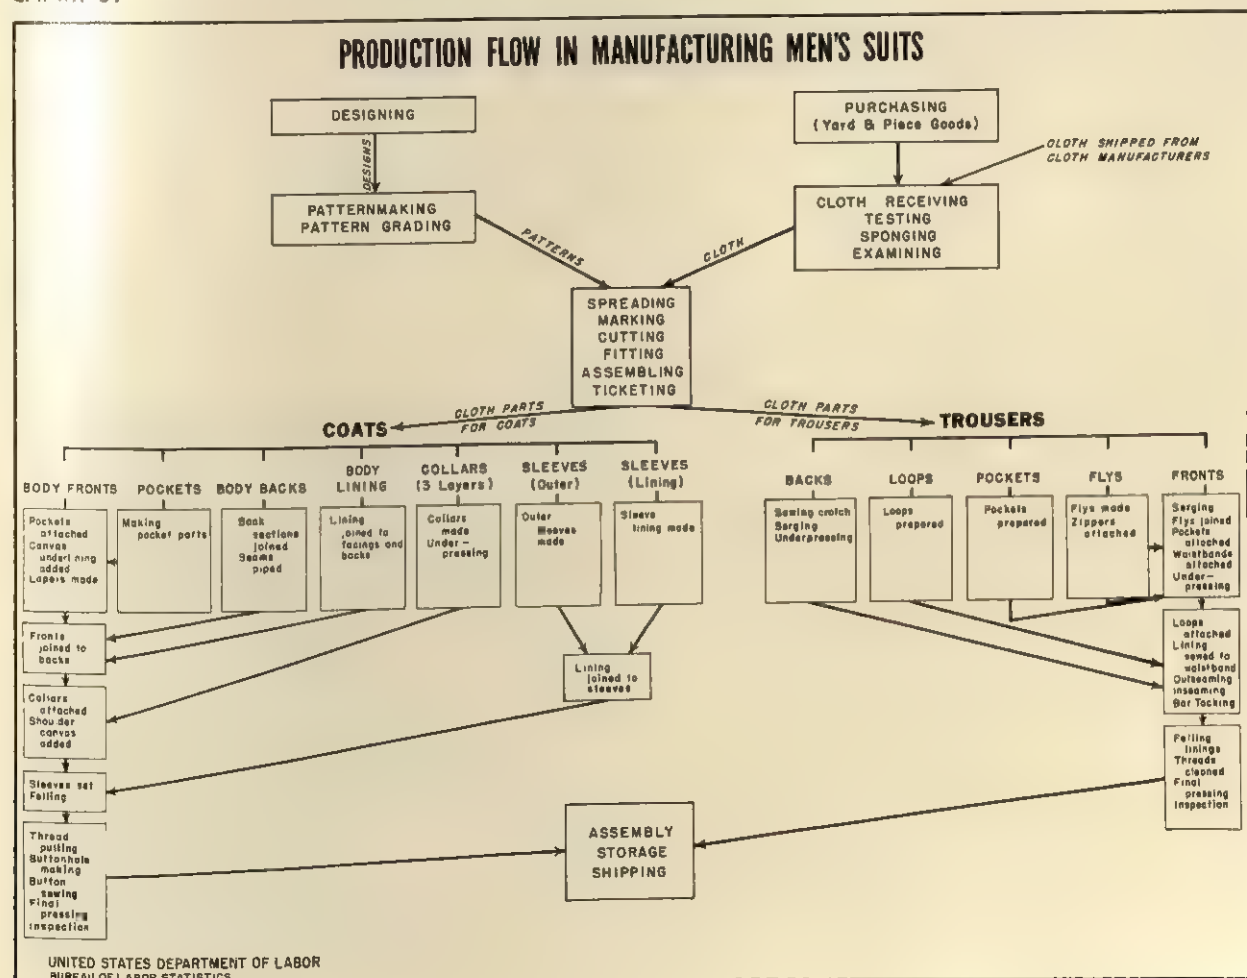 PRODUCTION FLOW IN MANUFACTURING MEN'S SUITS
DESIGNING
PURCHASING
(Yard & Piece Goods)
DESIGNS
CLOTH SHIPPED FROM
CLOTH MANUFACTURERS
PATTERNMAKING
PATTERN GRADING
CLOTH RECEIVING
TESTING
SPONGING
EXAMINING
PATTERNS
CLOTH
SPREADING
MARKING
CUTTING
FITTING
ASSEMBLING
TICKETING
CLOTH PARTS
FOR COATS
CLOTH PARTS
FOR TROUSERS
COATS
TROUSERS
BODY FRONTS
Pockets
attached
Canvas
underlining
added
Lapels made
POCKETS
Making
pocket parts
BODY BACKS
Back
sections
joined
Seams
piped
BODY
LINING
Lining
joined to
facings and
backs
COLLARS
(3 Layers)
Collars
made
Under-
pressing
SLEEVES
(Outer)
Outer
sleeves
made
SLEEVES
(Lining)
Sleeve
lining made
BACKS
Sewing crotch
Serging
Underpressing
LOOPS
Loops
prepared
POCKETS
Pockets
prepared
FLYS
Flys made
Zippers
attached
FRONTS
Serging
Flys joined
Pockets
attached
Waistbands
attached
Under-
pressing
Fronts
joined to
backs
Lining
joined to
sleeves
Loops
attached
Lining
sewed to
waistband
Outseaming
Inseaming
Bar Tacking
Collars
attached
Shoulder
canvas
added
Felling
linings
Threads
cleaned
Final
pressing
Inspection
Sleeves set
Felling
Thread
pulling
Buttonhole
making
Button
sewing
Final
pressing
Inspection
ASSEMBLY
STORAGE
SHIPPING
UNITED STATES DEPARTMENT OF LABOR
BUREAU OF LABOR STATISTICS